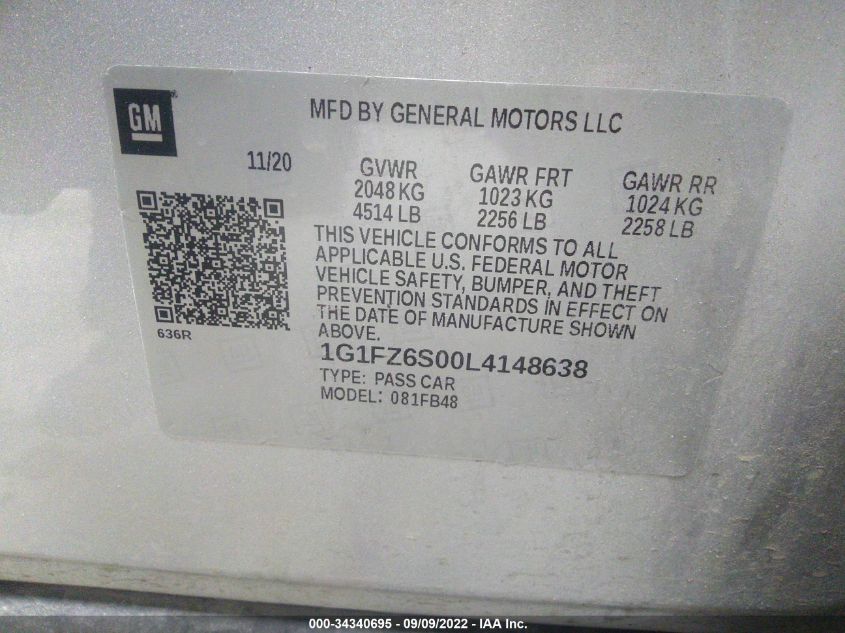 GM
MFD BY GENERAL MOTORS LLC
11/20
GVWR
2048 KG
4514 LB
GAWR FRT
1023 KG
2256 LB
GAWR RR
1024 KG
2258 LB
THIS VEHICLE CONFORMS TO ALL
APPLICABLE U.S. FEDERAL MOTOR
VEHICLE SAFETY, BUMPER, AND THEFT
PREVENTION STANDARDS IN EFFECT ON
THE DATE OF MANUFACTURE SHOWN
ABOVE.
636R
1G1FZ6S00L4148638
TYPE: PASS CAR
MODEL: 081FB48
000-34340695 - 09/09/2022 - IAA Inc.